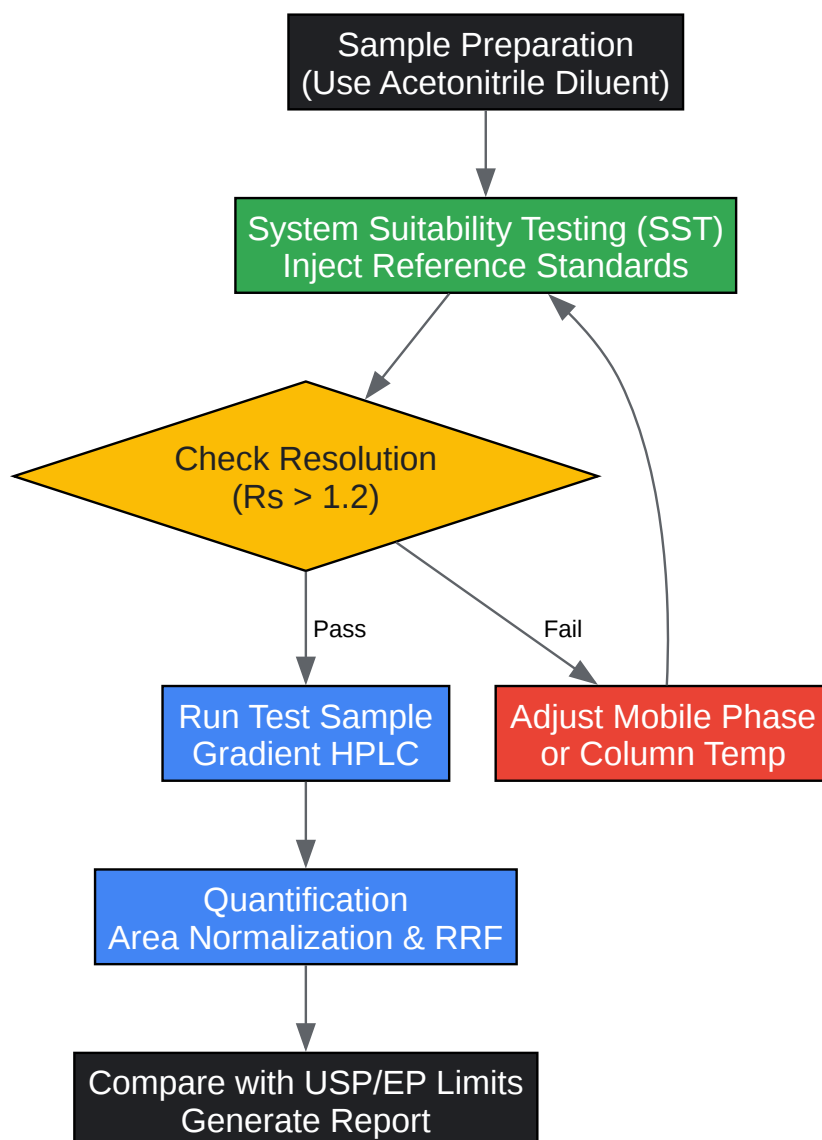 Sample Preparation
(Use Acetonitrile Diluent)
System Suitability Testing (SST)
Inject Reference Standards
Check Resolution
(Rs > 1.2)
Pass
Fail
Run Test Sample
Gradient HPLC
Adjust Mobile Phase
or Column Temp
Quantification
Area Normalization & RRF
Compare with USP/EP Limits
Generate Report